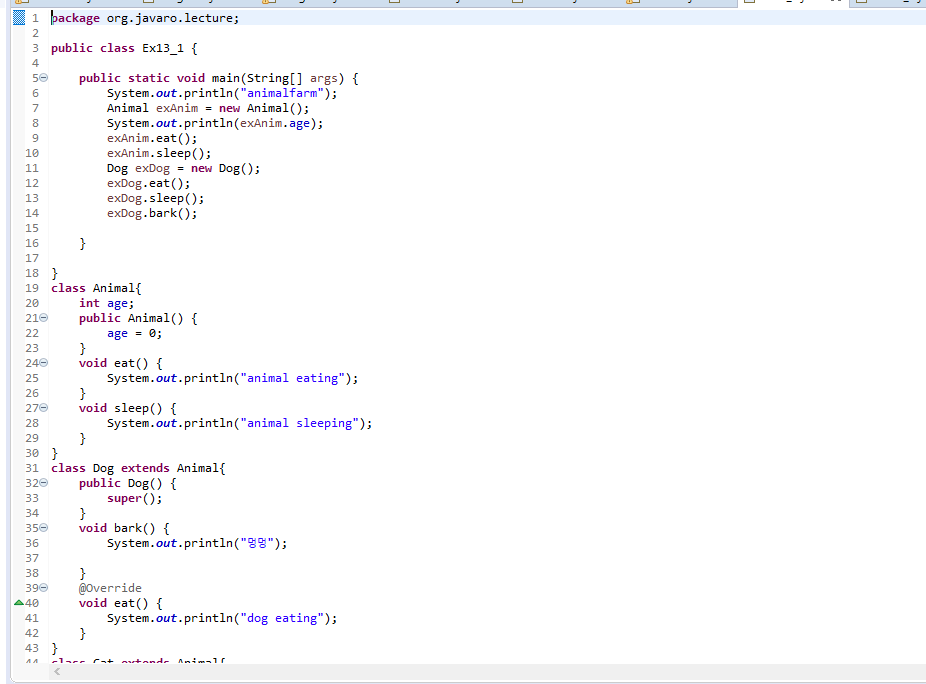 1 package org.javaro.lecture;
2
3 public class Ex13_1 {
4
5 public static void main(String[] args) {
6 System.out.println("animalfarm");
7 Animal exAnim = new Animal();
8 System.out.println(exAnim.age);
9 exAnim.eat();
10 exAnim.sleep();
11 Dog exDog = new Dog();
12 exDog.eat();
13 exDog.sleep();
14 exDog.bark();
15
16 }
17
18 }
19 class Animal{
20 int age;
21 public Animal() {
22 age = 0;
23 }
24 void eat() {
25 System.out.println("animal eating");
26 }
27 void sleep() {
28 System.out.println("animal sleeping");
29 }
30 }
31 class Dog extends Animal{
32 public Dog() {
33 super();
34 }
35 void bark() {
36 System.out.println("멍멍");
37
38 }
39 @Override
40 void eat() {
41 System.out.println("dog eating");
42 }
43 }
44 class Cat extends Animal{